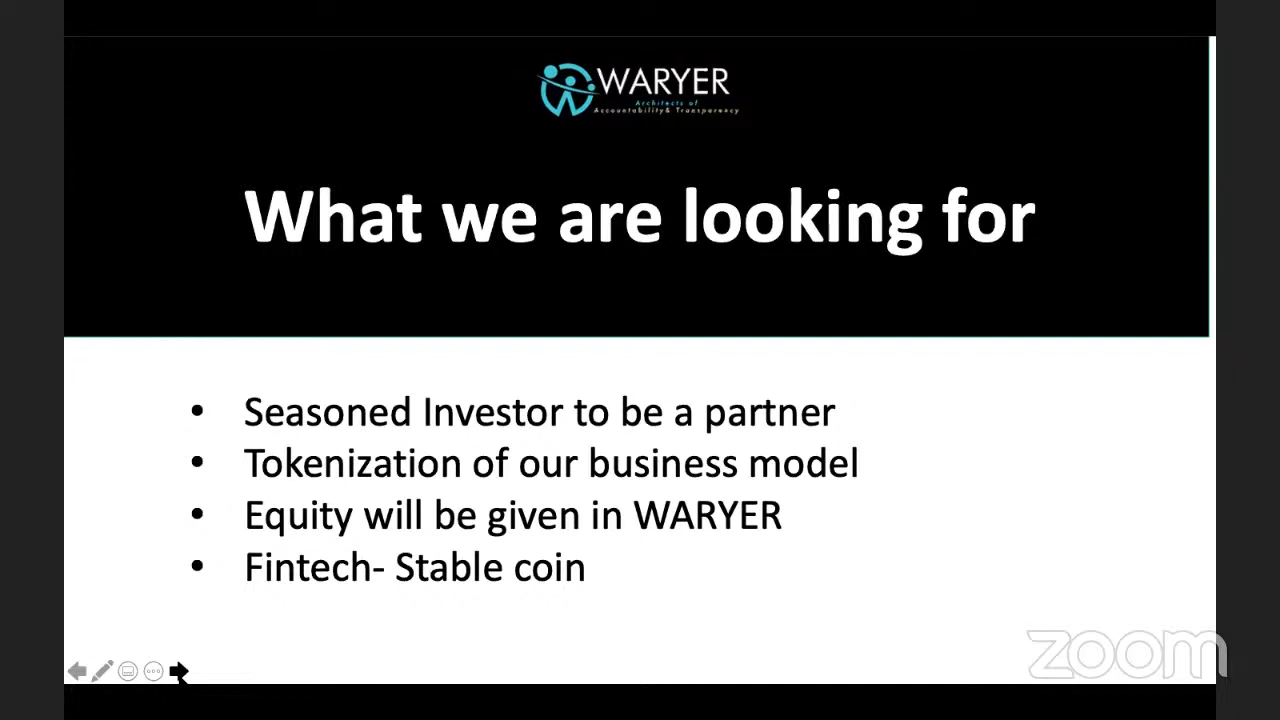 WARYER
Architects of
Accountability& Transparency
What we are looking for
• Seasoned Investor to be a partner
• Tokenization of our business model
• Equity will be given in WARYER
• Fintech- Stable coin
zoom